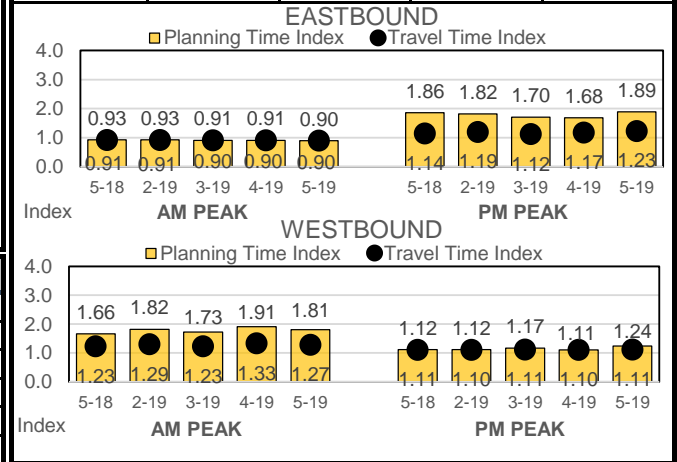 EASTBOUND
Planning Time Index Travel Time Index
4.0
3.0
2.0
1.0
0.0
0.93 0.93 0.91 0.91 0.90 1.86 1.82 1.70 1.68 1.89
0.91 0.91 0.90 0.90 0.90 1.14 1.19 1.12 1.17 1.23
5-18 2-19 3-19 4-19 5-19 5-18 2-19 3-19 4-19 5-19
Index AM PEAK PM PEAK
WESTBOUND
Planning Time Index Travel Time Index
4.0
3.0
2.0
1.0
0.0
1.66 1.82 1.73 1.91 1.81 1.12 1.12 1.17 1.11 1.24
1.23 1.29 1.23 1.33 1.27 1.11 1.10 1.11 1.10 1.11
5-18 2-19 3-19 4-19 5-19 5-18 2-19 3-19 4-19 5-19
Index AM PEAK PM PEAK